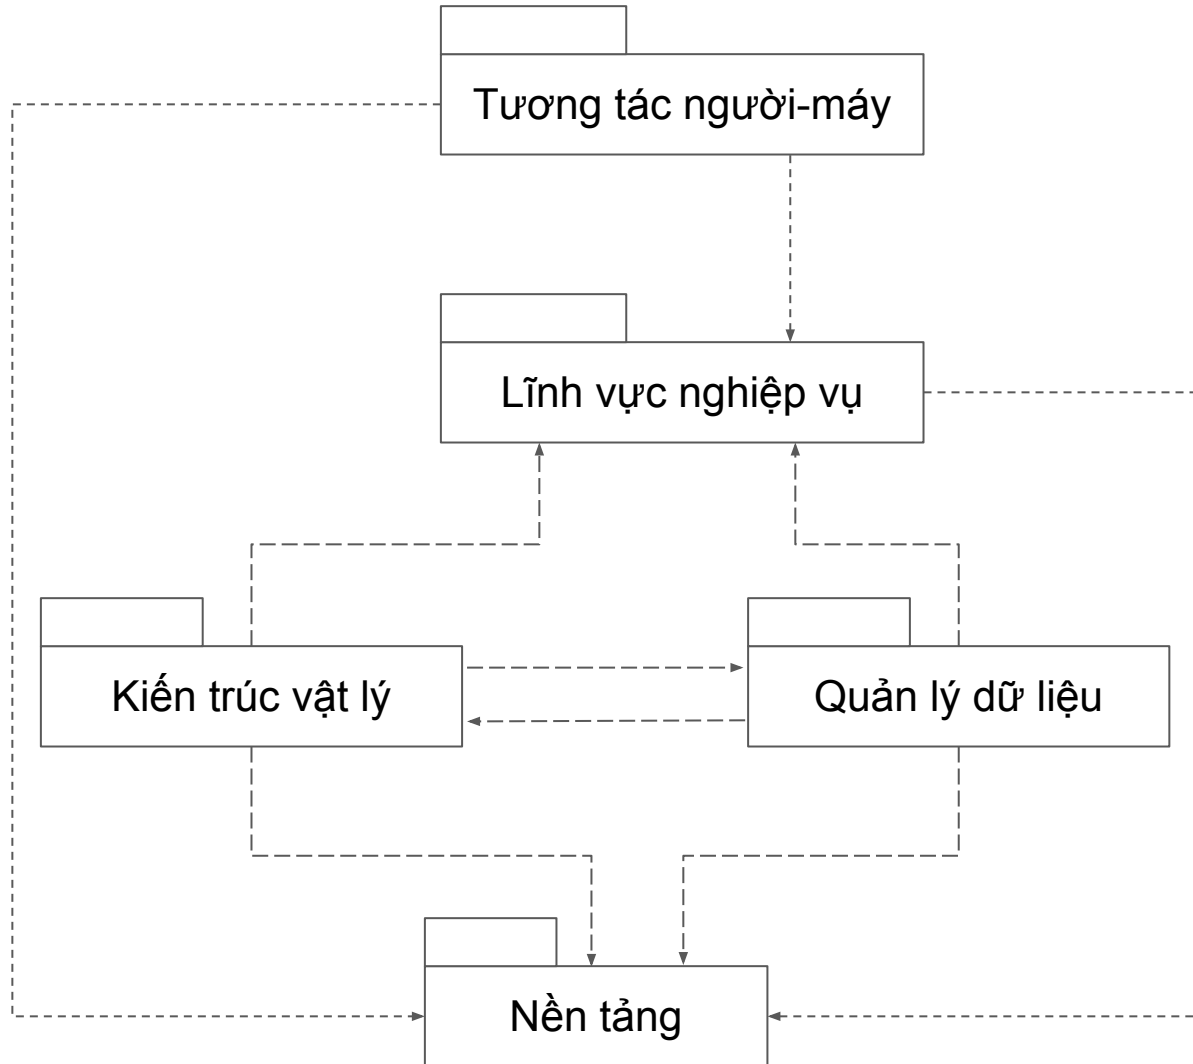 Tương tác người-máy
Lĩnh vực nghiệp vụ
Kiến trúc vật lý
Quản lý dữ liệu
Nền tảng